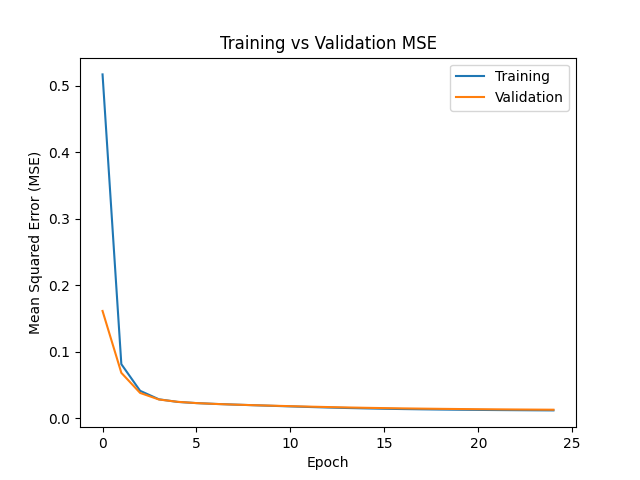 Training vs Validation MSE
Training
Validation
Mean Squared Error (MSE)
0.5
0.4
0.3
0.2
0.1
0.0
0 5 10 15 20 25
Epoch